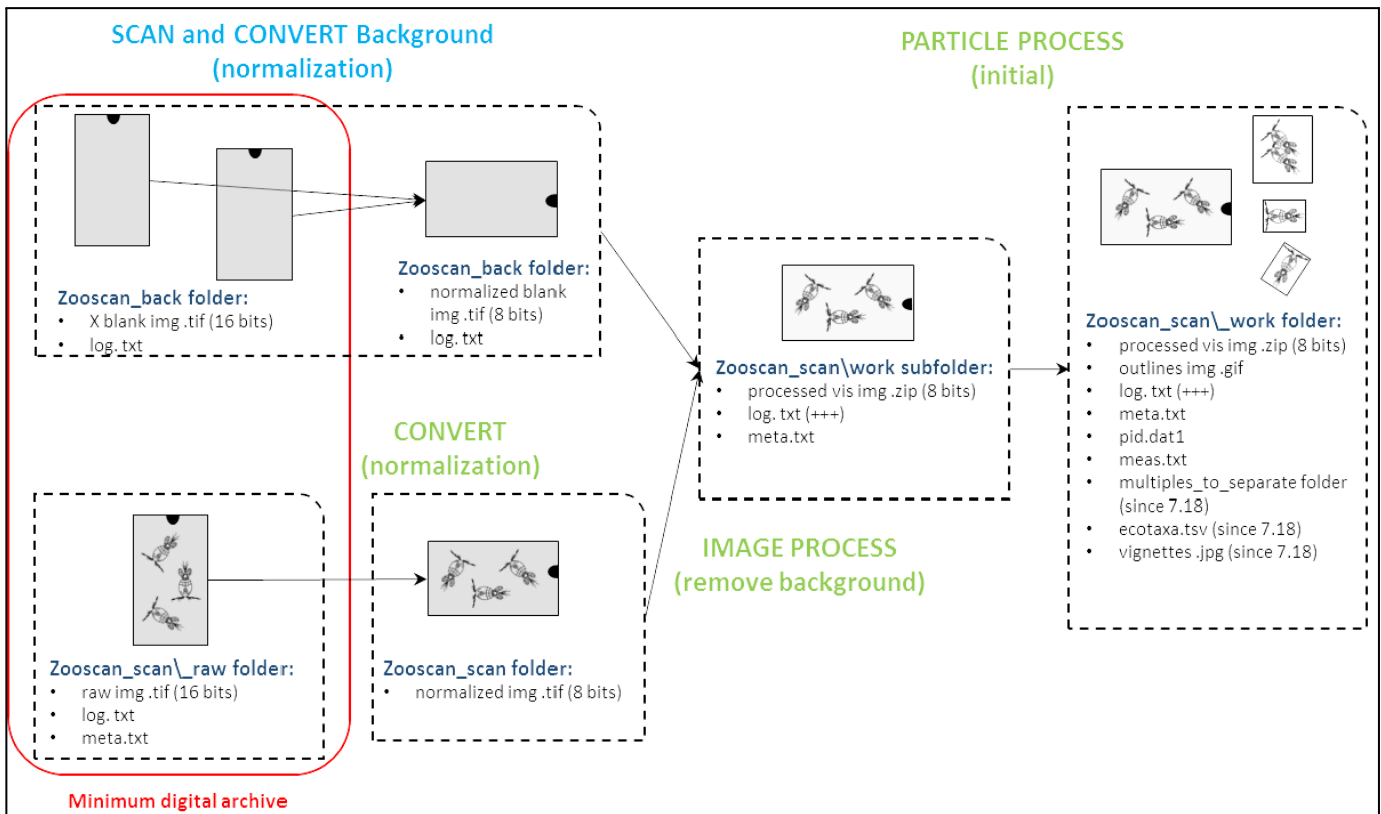 SCAN and CONVERT Background
(normalization)
PARTICLE PROCESS
(initial)
Zooscan_back folder:
• X blank img .tif (16 bits)
• log. txt
Zooscan_back folder:
• normalized blank
img .tif (8 bits)
• log. txt
Zooscan_scan\work subfolder:
• processed vis img .zip (8 bits)
• log. txt (+++)
• meta.txt
Zooscan_scan\_work folder:
• processed vis img .zip (8 bits)
• outlines img .gif
• log. txt (+++)
• meta.txt
• pid.dat1
• meas.txt
• multiples_to_separate folder
(since 7.18)
• ecotaxa.tsv (since 7.18)
• vignettes .jpg (since 7.18)
CONVERT
(normalization)
IMAGE PROCESS
(remove background)
Zooscan_scan\_raw folder:
• raw img .tif (16 bits)
• log. txt
• meta.txt
Zooscan_scan folder:
• normalized img .tif (8 bits)
Minimum digital archive